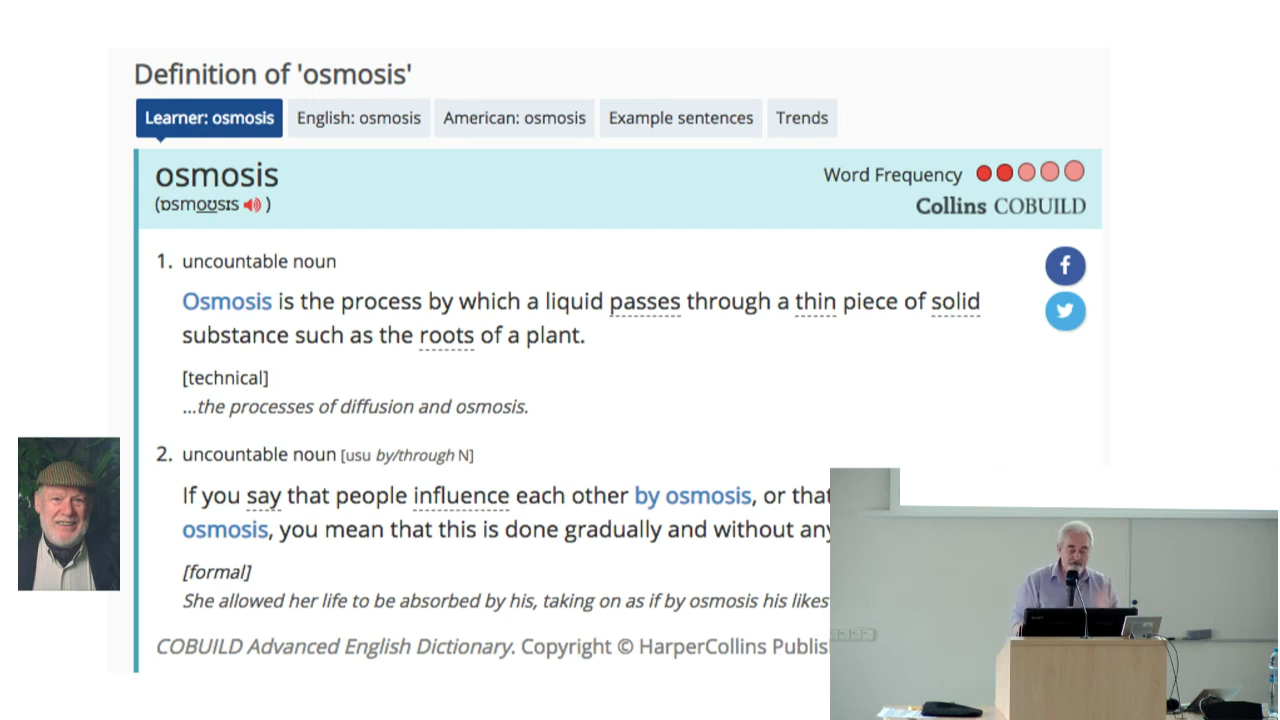 Definition of 'osmosis'
Learner: osmosis English: osmosis American: osmosis Example sentences Trends
osmosis
Word Frequency
(ɒsmoʊsɪs )
Collins COBUILD
1. uncountable noun
Osmosis is the process by which a liquid passes through a thin piece of solid
substance such as the roots of a plant.
[technical]
...the processes of diffusion and osmosis.
2. uncountable noun [usu by/through N]
If you say that people influence each other by osmosis, or that
osmosis, you mean that this is done gradually and without any
[formal]
She allowed her life to be absorbed by his, taking on as if by osmosis his likes
COBUILD Advanced English Dictionary. Copyright © HarperCollins Publis